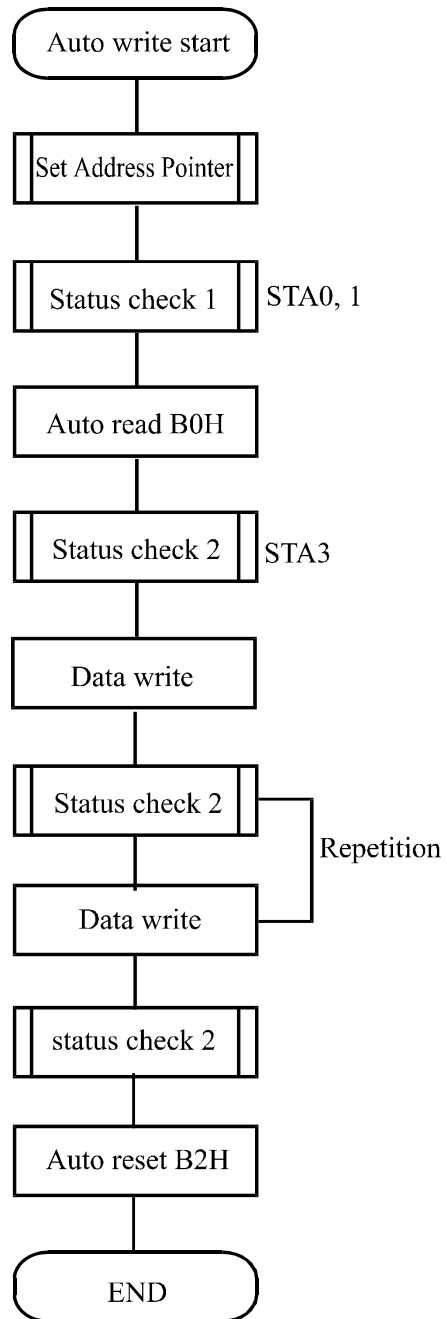 Auto write start
Set Address Pointer
Status check 1
STA0, 1
Auto read B0H
Status check 2
STA3
Data write
Status check 2
Repetition
Data write
status check 2
Auto reset B2H
END